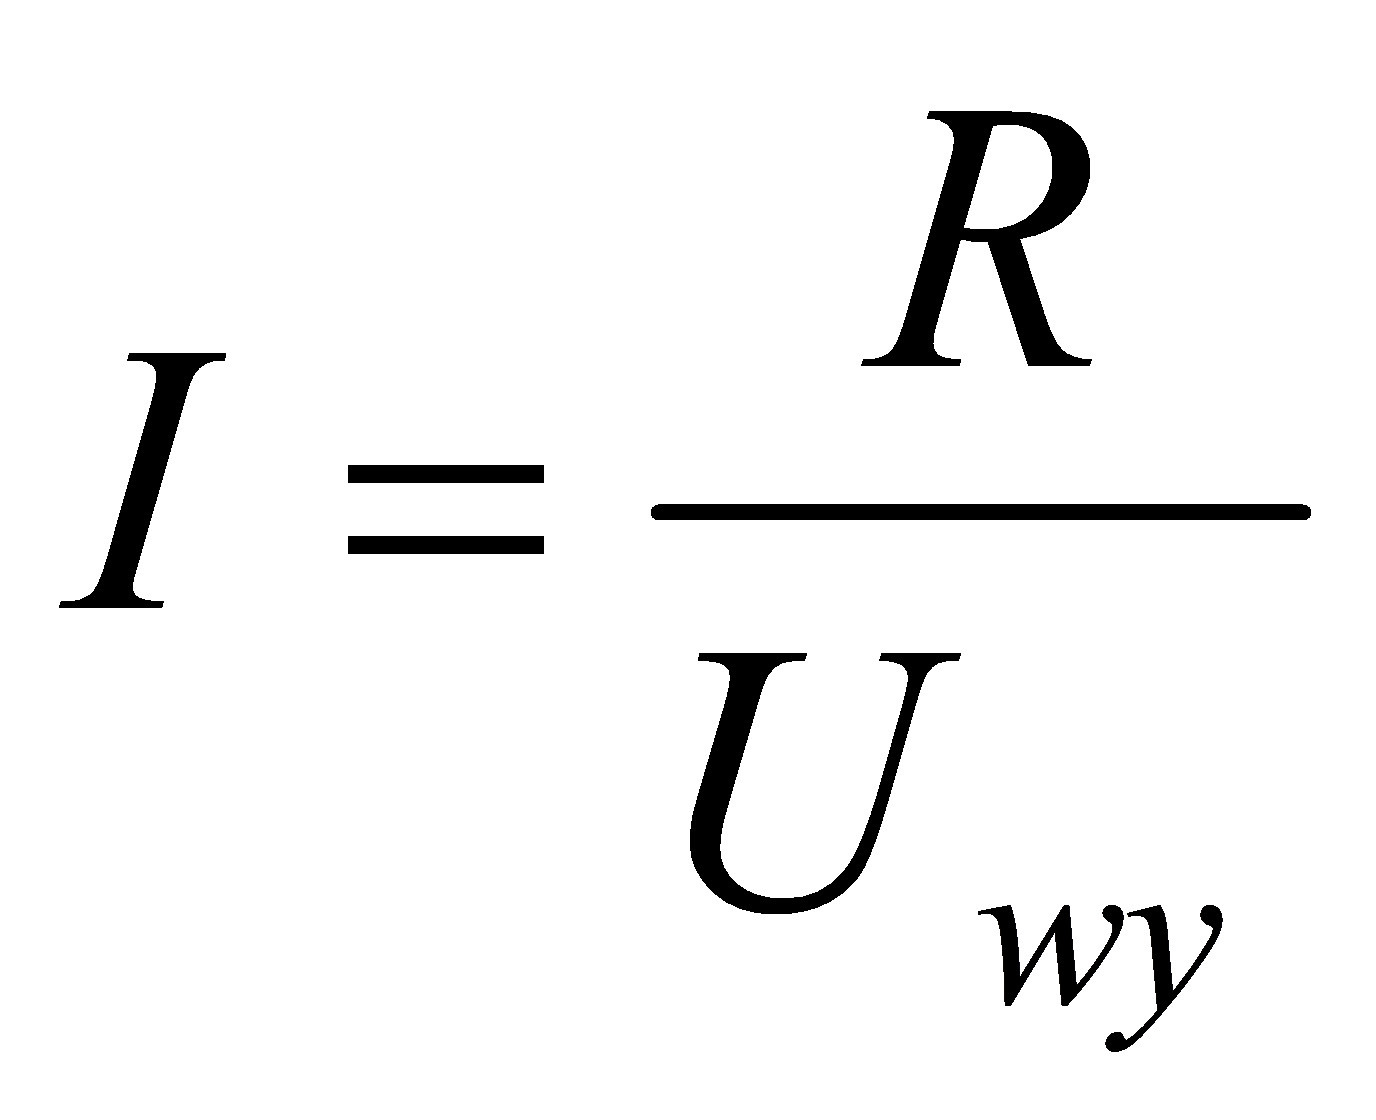 I = R / U_wy